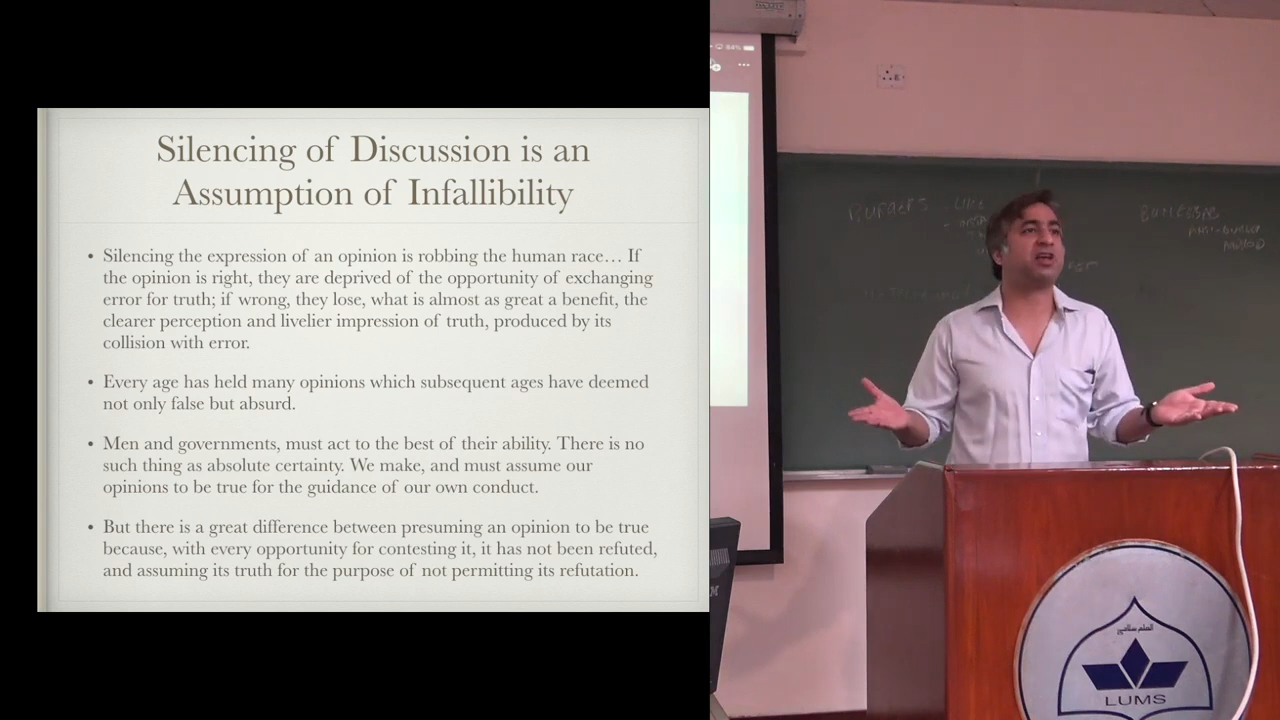 Silencing of Discussion is an
Assumption of Infallibility
• Silencing the expression of an opinion is robbing the human race… If
the opinion is right, they are deprived of the opportunity of exchanging
error for truth; if wrong, they lose, what is almost as great a benefit, the
clearer perception and livelier impression of truth, produced by its
collision with error.
• Every age has held many opinions which subsequent ages have deemed
not only false but absurd.
• Men and governments, must act to the best of their ability. There is no
such thing as absolute certainty. We make, and must assume our
opinions to be true for the guidance of our own conduct.
• But there is a great difference between presuming an opinion to be true
because, with every opportunity for contesting it, it has not been refuted,
and assuming its truth for the purpose of not permitting its refutation.
84%
BURGERS
LUMS